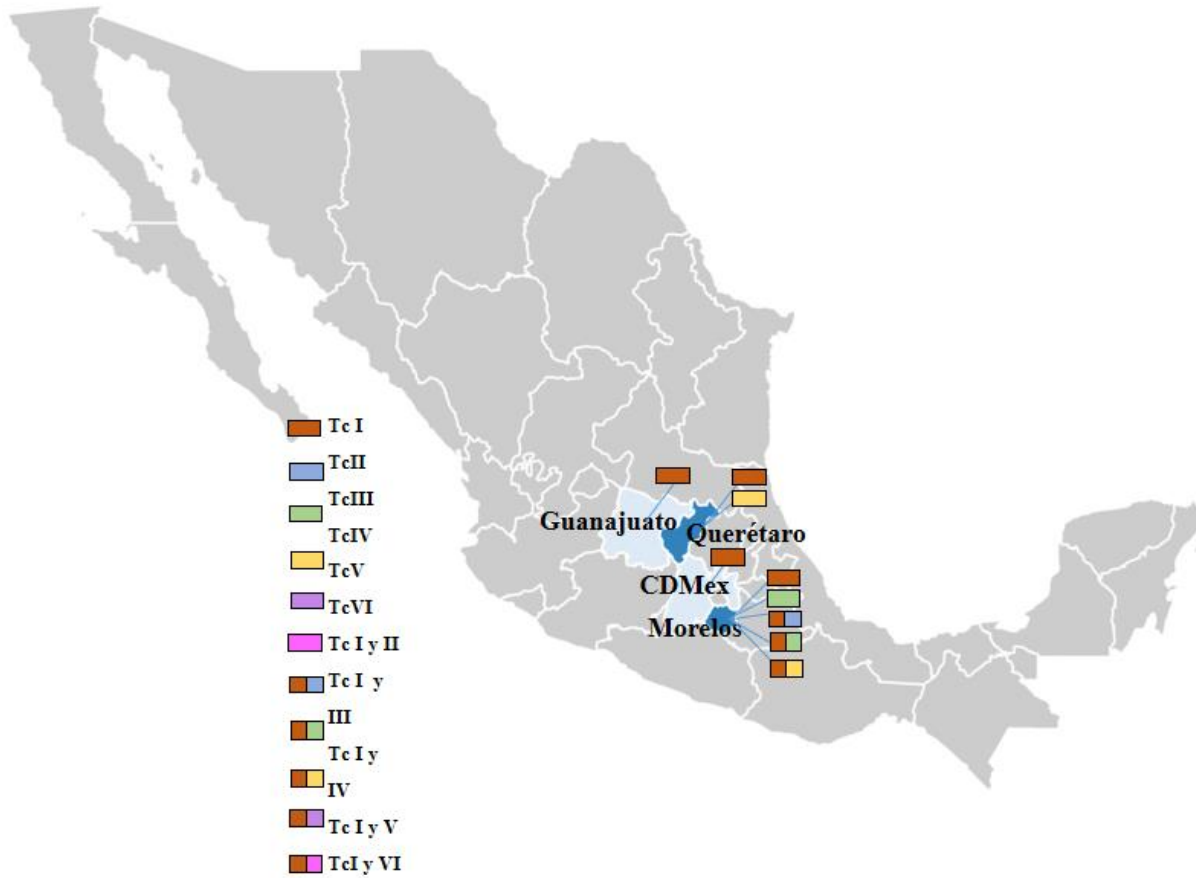 Tc I
TcII
TcIII
TcIV
TcV
TcVI
Tc I y II
Tc I y
III
Tc I y
IV
Tc I y V
TcI y VI
Guanajuato
Querétaro
CDMex
Morelos